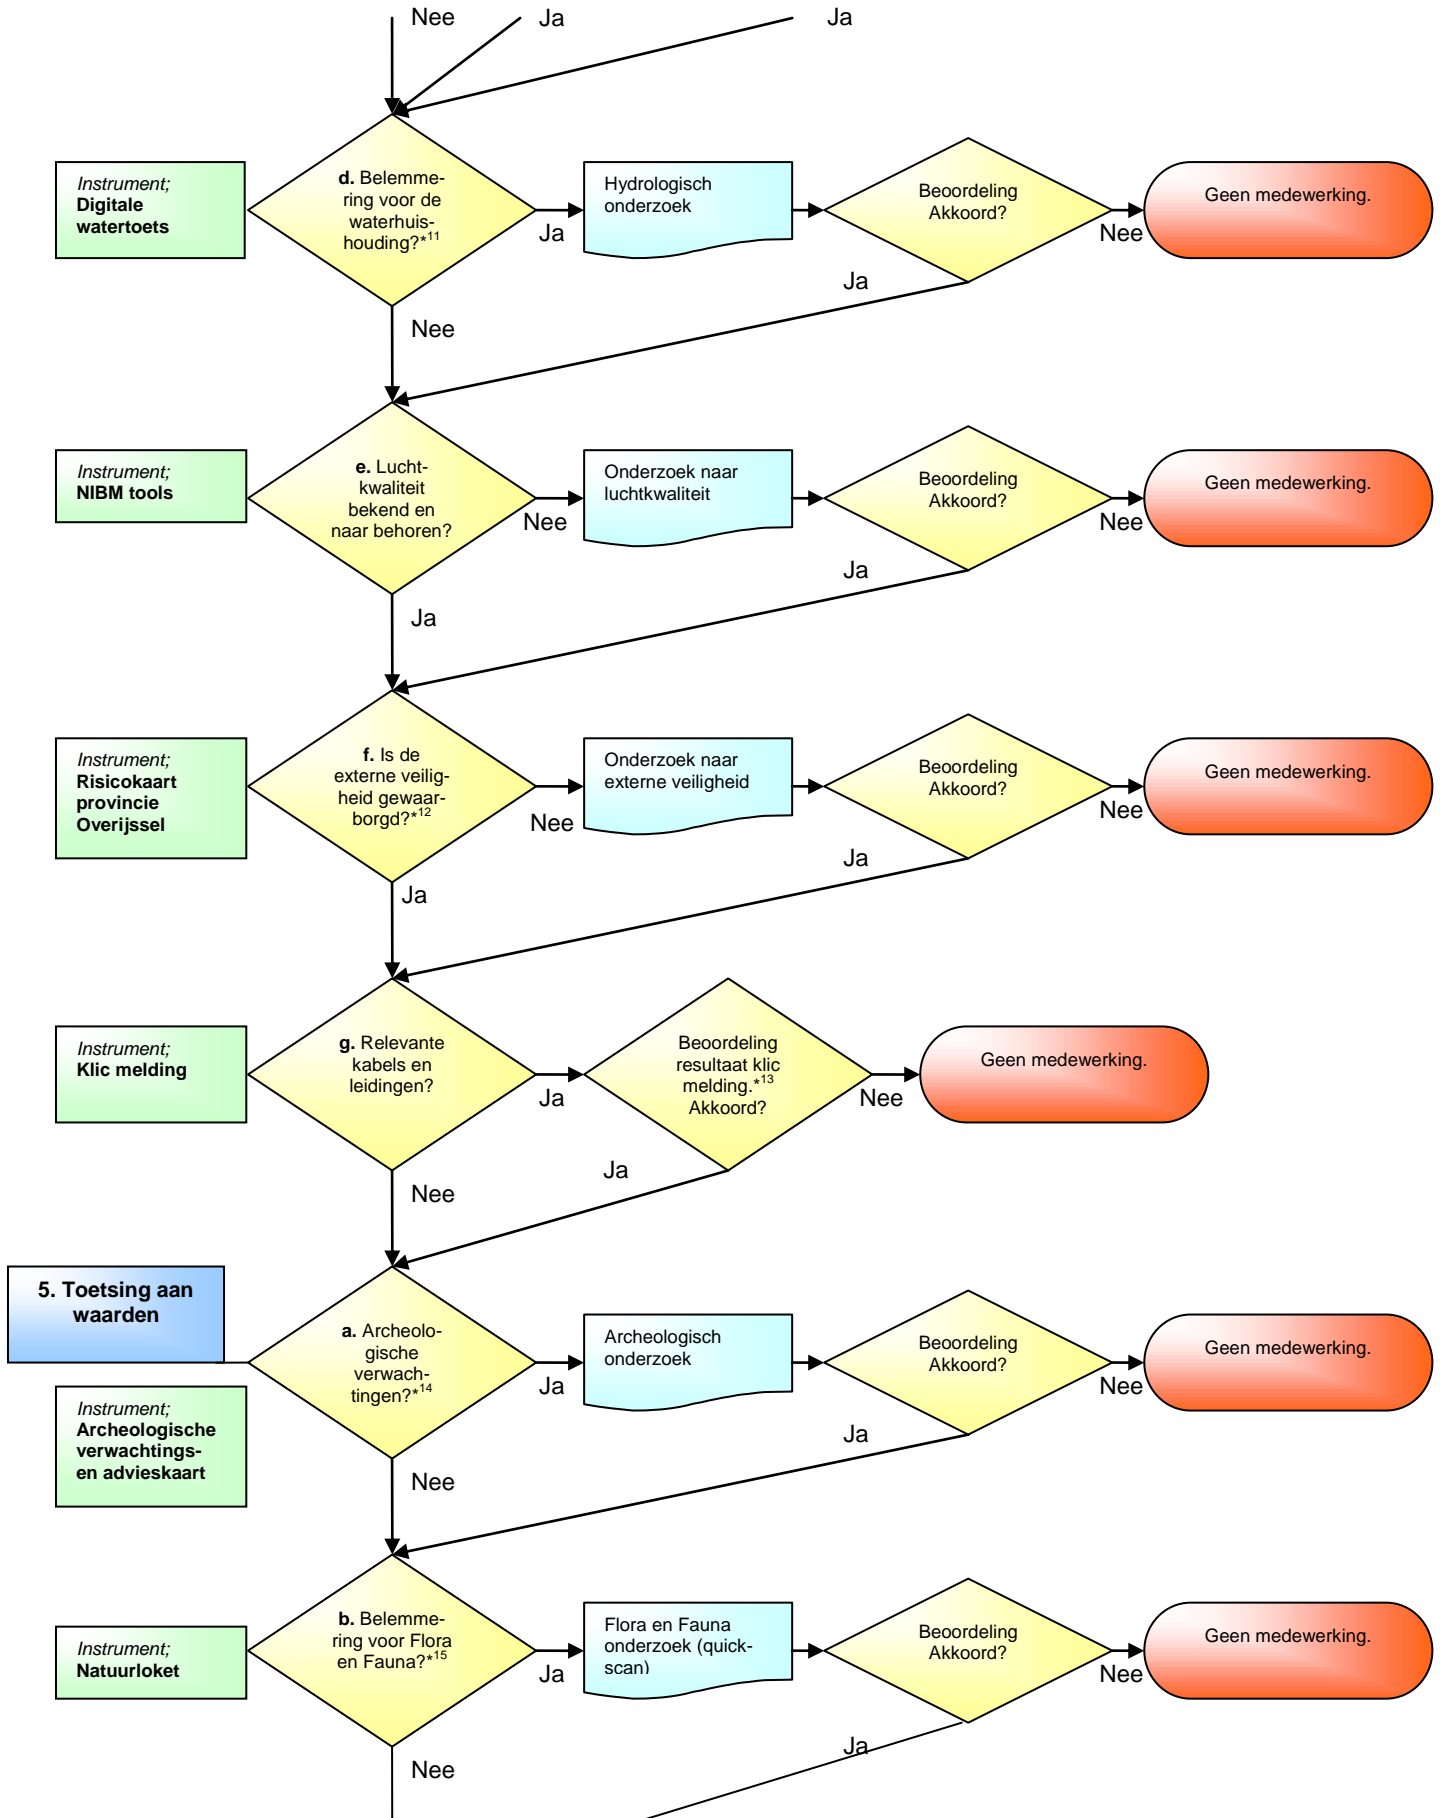 Nee
Ja
Ja
Instrument;
Digitale
watertoets
d. Belemme-
ring voor de
waterhuis-
houding?*11
Ja
Hydrologisch
onderzoek
Beoordeling
Akkoord?
Nee
Geen medewerking.
Ja
Nee
Instrument;
NIBM tools
e. Lucht-
kwaliteit
bekend en
naar behoren?
Nee
Onderzoek naar
luchtkwaliteit
Beoordeling
Akkoord?
Nee
Geen medewerking.
Ja
Ja
Instrument;
Risicokaart
provincie
Overijssel
f. Is de
externe veilig-
heid gewaar-
borgd?*12
Nee
Onderzoek naar
externe veiligheid
Beoordeling
Akkoord?
Nee
Geen medewerking.
Ja
Ja
Instrument;
Klic melding
g. Relevante
kabels en
leidingen?
Ja
Beoordeling
resultaat klic
melding.*13
Akkoord?
Nee
Geen medewerking.
Ja
Nee
5. Toetsing aan
waarden
Instrument;
Archeologische
verwachtings-
en advieskaart
a. Archeolo-
gische
verwach-
tingen?*14
Ja
Archeologisch
onderzoek
Beoordeling
Akkoord?
Nee
Geen medewerking.
Ja
Nee
Instrument;
Natuurloket
b. Belemme-
ring voor Flora
en Fauna?*15
Ja
Flora en Fauna
onderzoek (quick-
scan)
Beoordeling
Akkoord?
Nee
Geen medewerking.
Ja
Nee